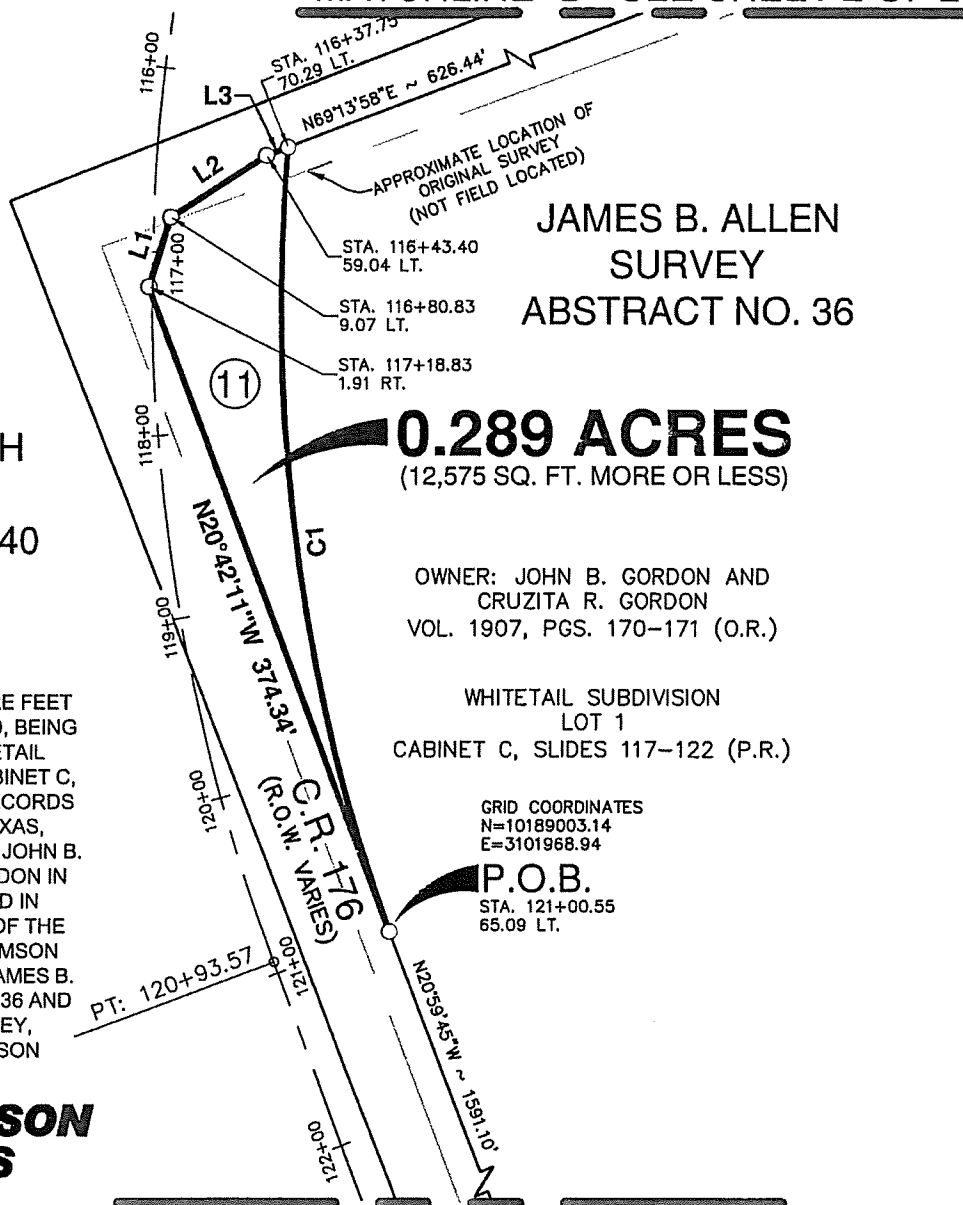 116+00
STA. 116+37.75
70.29 LT.
L3
N69°13'58"E ~ 626.44'
L2
APPROXIMATE LOCATION OF
ORIGINAL SURVEY
(NOT FIELD LOCATED)
JAMES B. ALLEN
SURVEY
ABSTRACT NO. 36
L1
117+00
STA. 116+43.40
59.04 LT.
STA. 116+80.83
9.07 LT.
STA. 117+18.83
1.91 RT.
11
118+00
0.289 ACRES
(12,575 SQ. FT. MORE OR LESS)
H
40
N20°42'11"W 374.34'
C1
OWNER: JOHN B. GORDON AND
CRUZITA R. GORDON
VOL. 1907, PGS. 170-171 (O.R.)
119+00
WHITETAIL SUBDIVISION
LOT 1
CABINET C, SLIDES 117-122 (P.R.)
E FEET
, BEING
ETAIL
BINET C,
CORDS
XAS,
JOHN B.
DON IN
D IN
OF THE
MSON
AMES B.
36 AND
EY,
SON
120+00
C.R. 176
(R.O.W. VARIES)
GRID COORDINATES
N=10189003.14
E=3101968.94
P.O.B.
STA. 121+00.55
65.09 LT.
121+00
PT: 120+93.57
N20°59'45"W ~ 1591.10'
122+00
SON
S